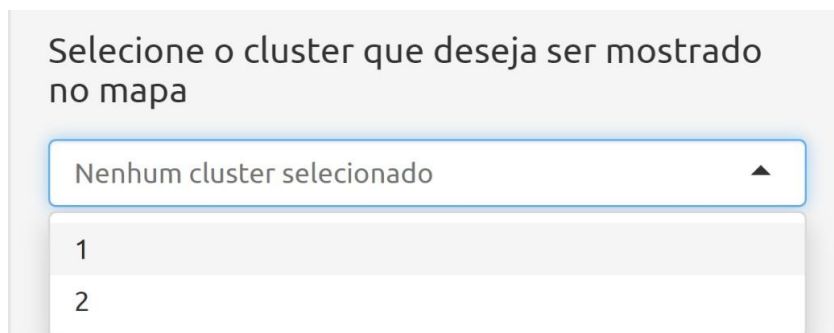 Selecione o cluster que deseja ser mostrado
no mapa
Nenhum cluster selecionado
1
2